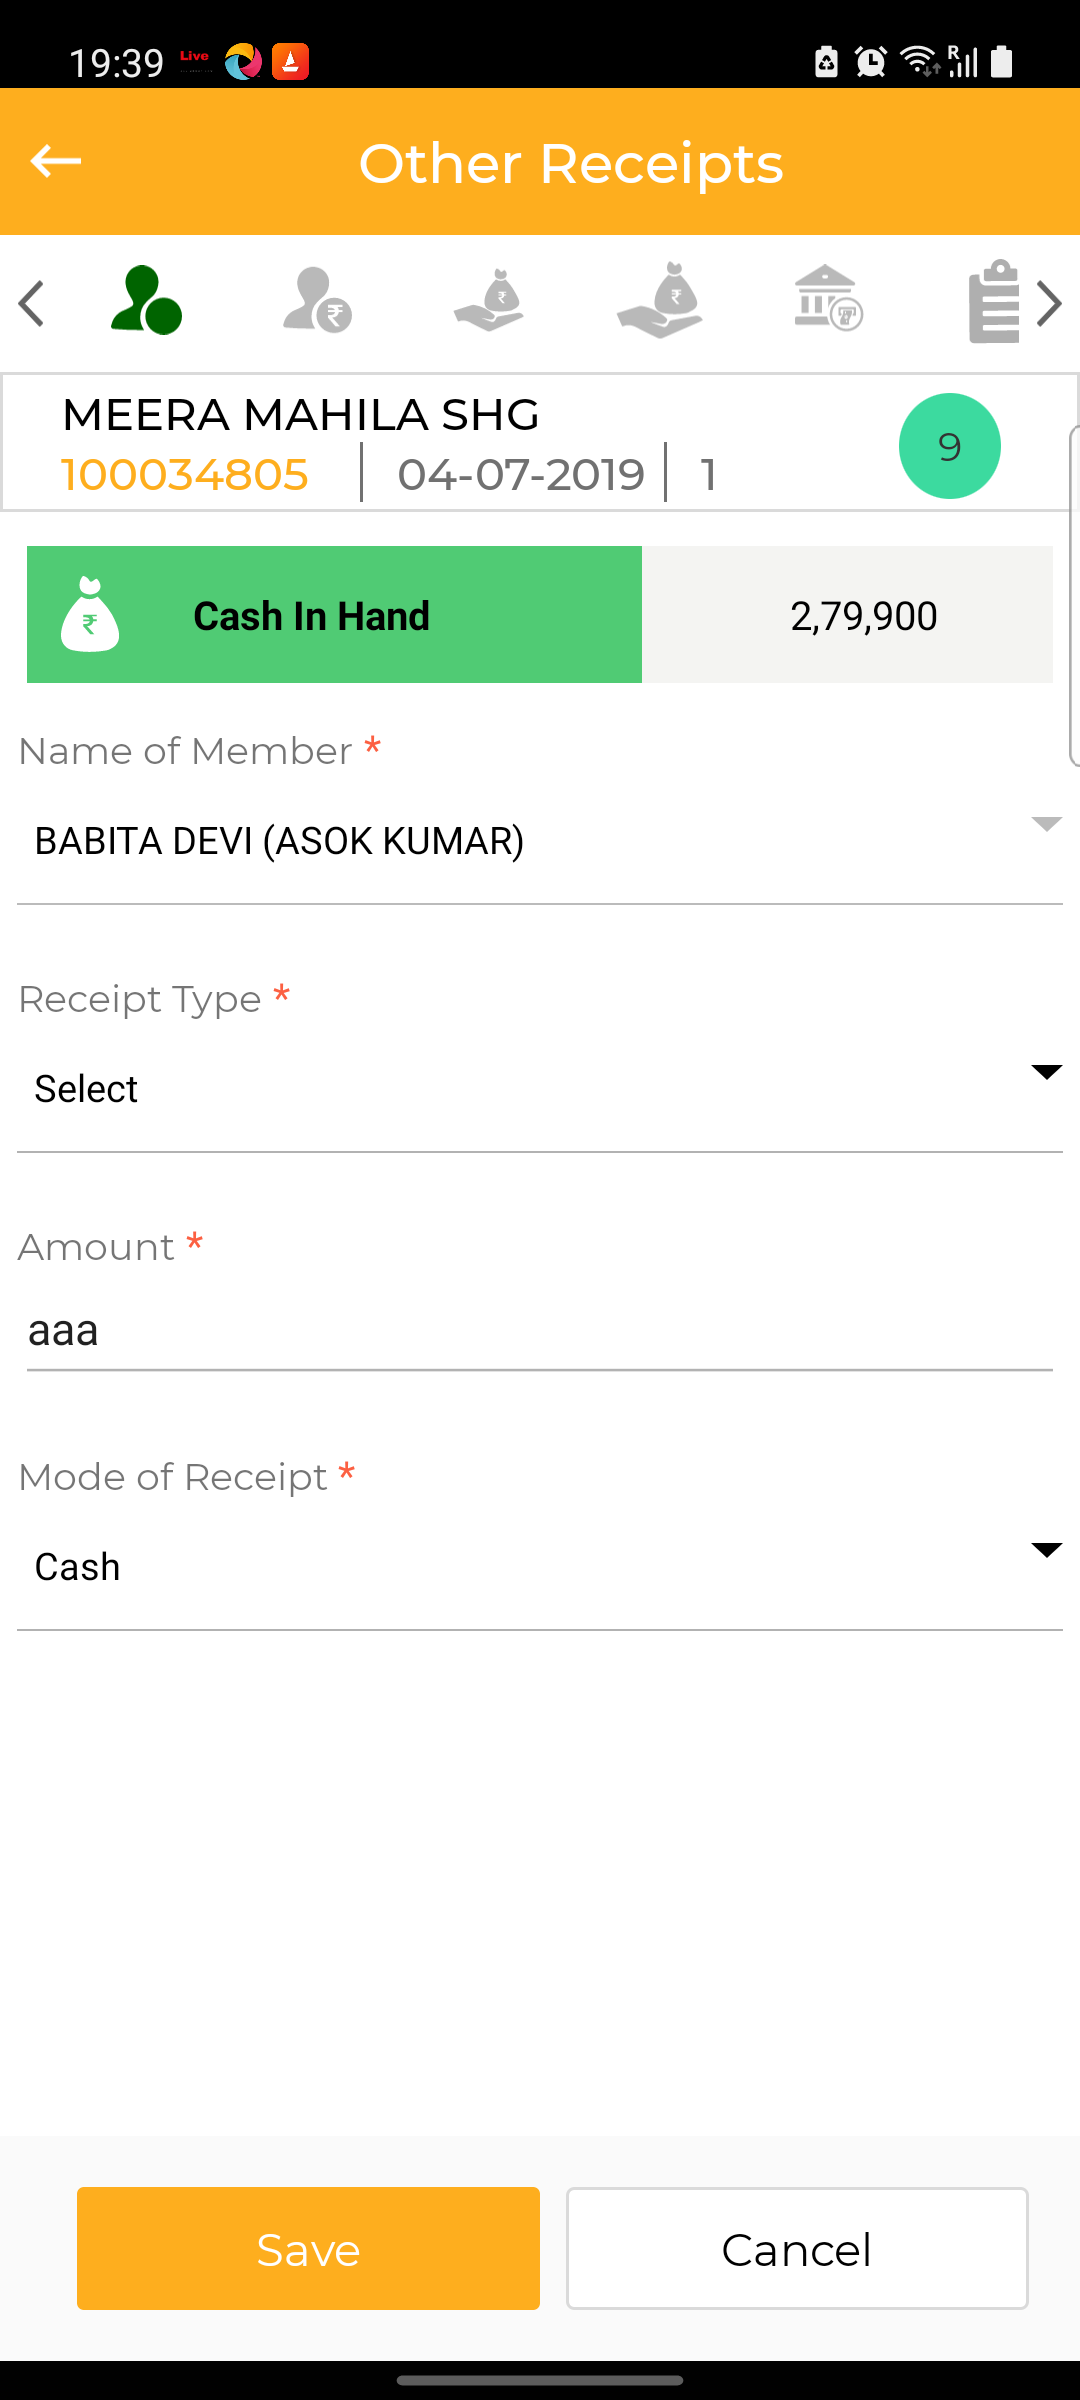 19:39 Live
R
Other Receipts
MEERA MAHILA SHG
100034805 04-07-2019 1
9
₹ Cash In Hand 2,79,900
Name of Member *
BABITA DEVI (ASOK KUMAR)
Receipt Type *
Select
Amount *
aaa
Mode of Receipt *
Cash
Save Cancel